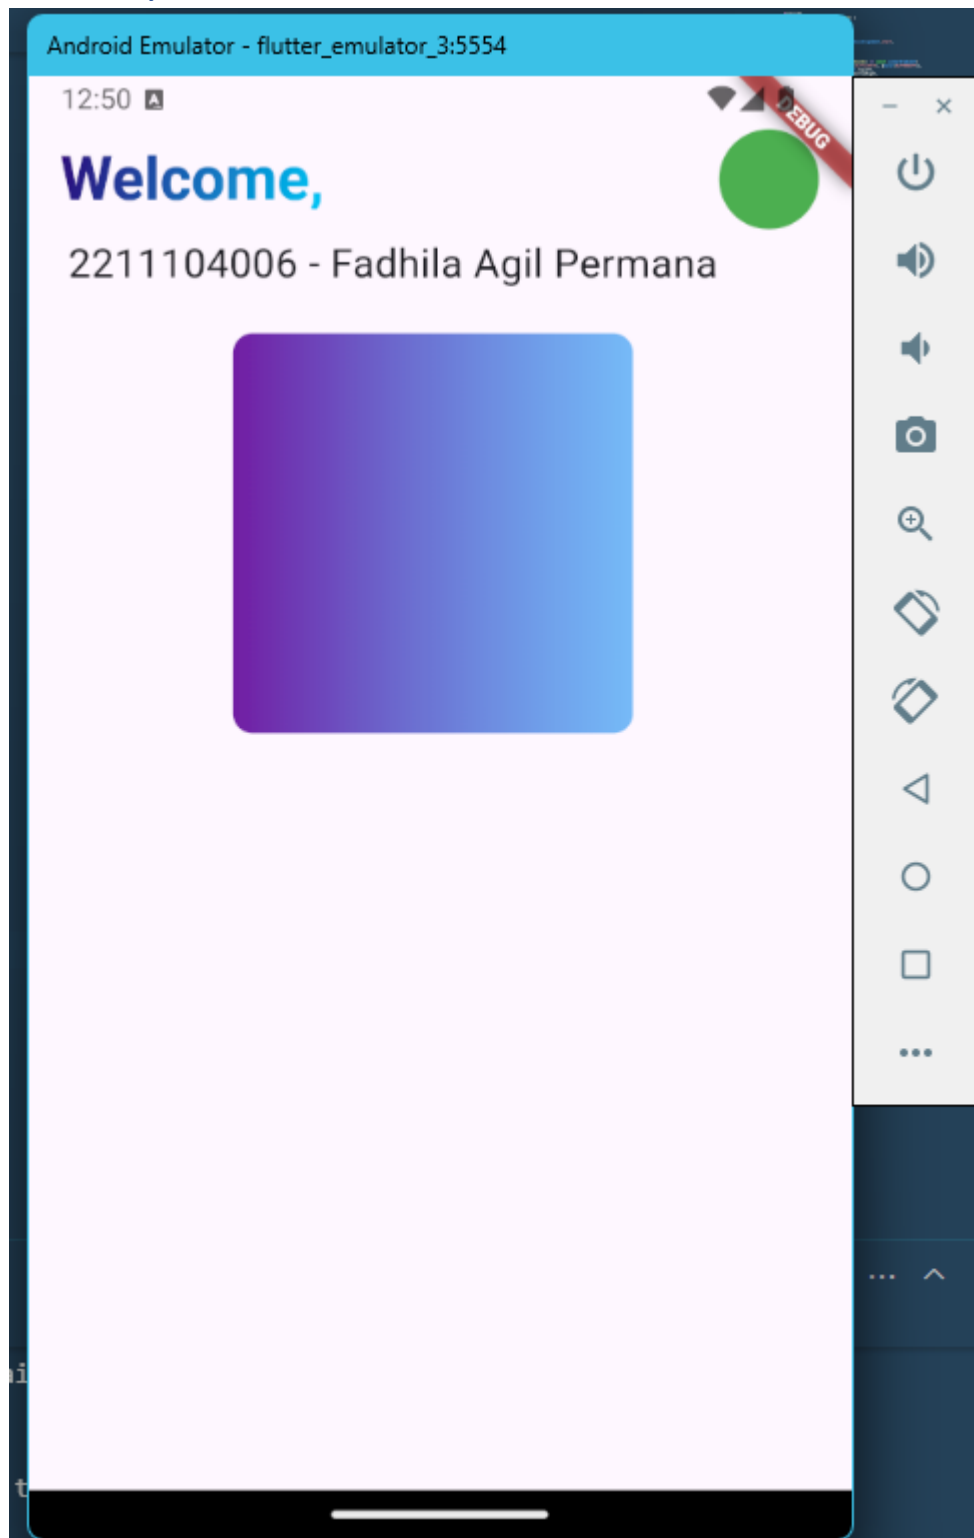 Android Emulator - flutter_emulator_3:5554
12:50 A
DEBUG
Welcome,
2211104006 - Fadhila Agil Permana